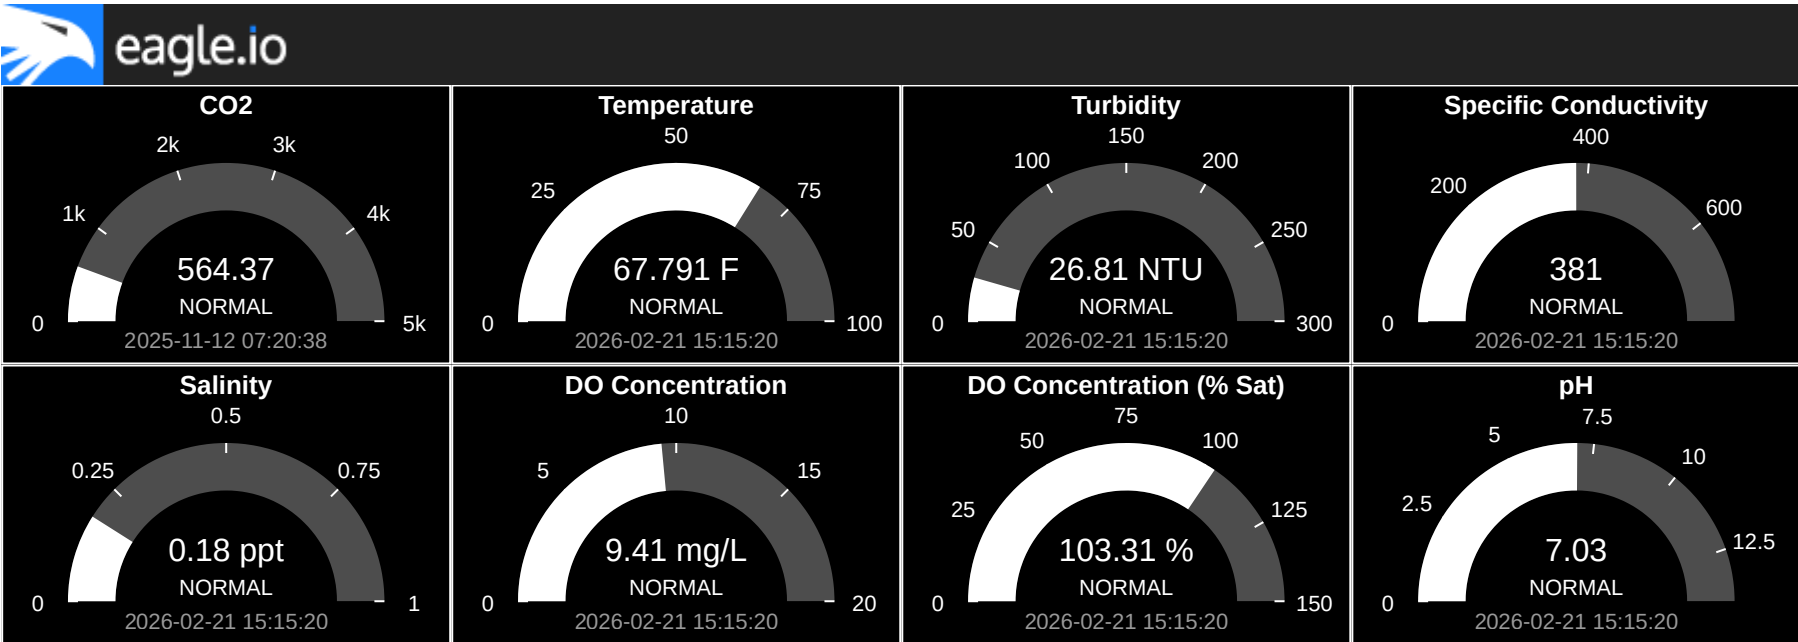 eagle.io
CO2
2k
3k
1k
4k
564.37
NORMAL
0
5k
2025-11-12 07:20:38
Temperature
50
25
75
67.791 F
NORMAL
0
100
2026-02-21 15:15:20
Turbidity
150
100
200
50
250
26.81 NTU
NORMAL
0
300
2026-02-21 15:15:20
Specific Conductivity
400
200
600
381
NORMAL
0
2026-02-21 15:15:20
Salinity
0.5
0.25
0.75
0.18 ppt
NORMAL
0
1
2026-02-21 15:15:20
DO Concentration
10
5
15
9.41 mg/L
NORMAL
0
20
2026-02-21 15:15:20
DO Concentration (% Sat)
75
50
100
25
125
103.31 %
NORMAL
0
150
2026-02-21 15:15:20
pH
7.5
5
10
2.5
12.5
7.03
NORMAL
0
2026-02-21 15:15:20